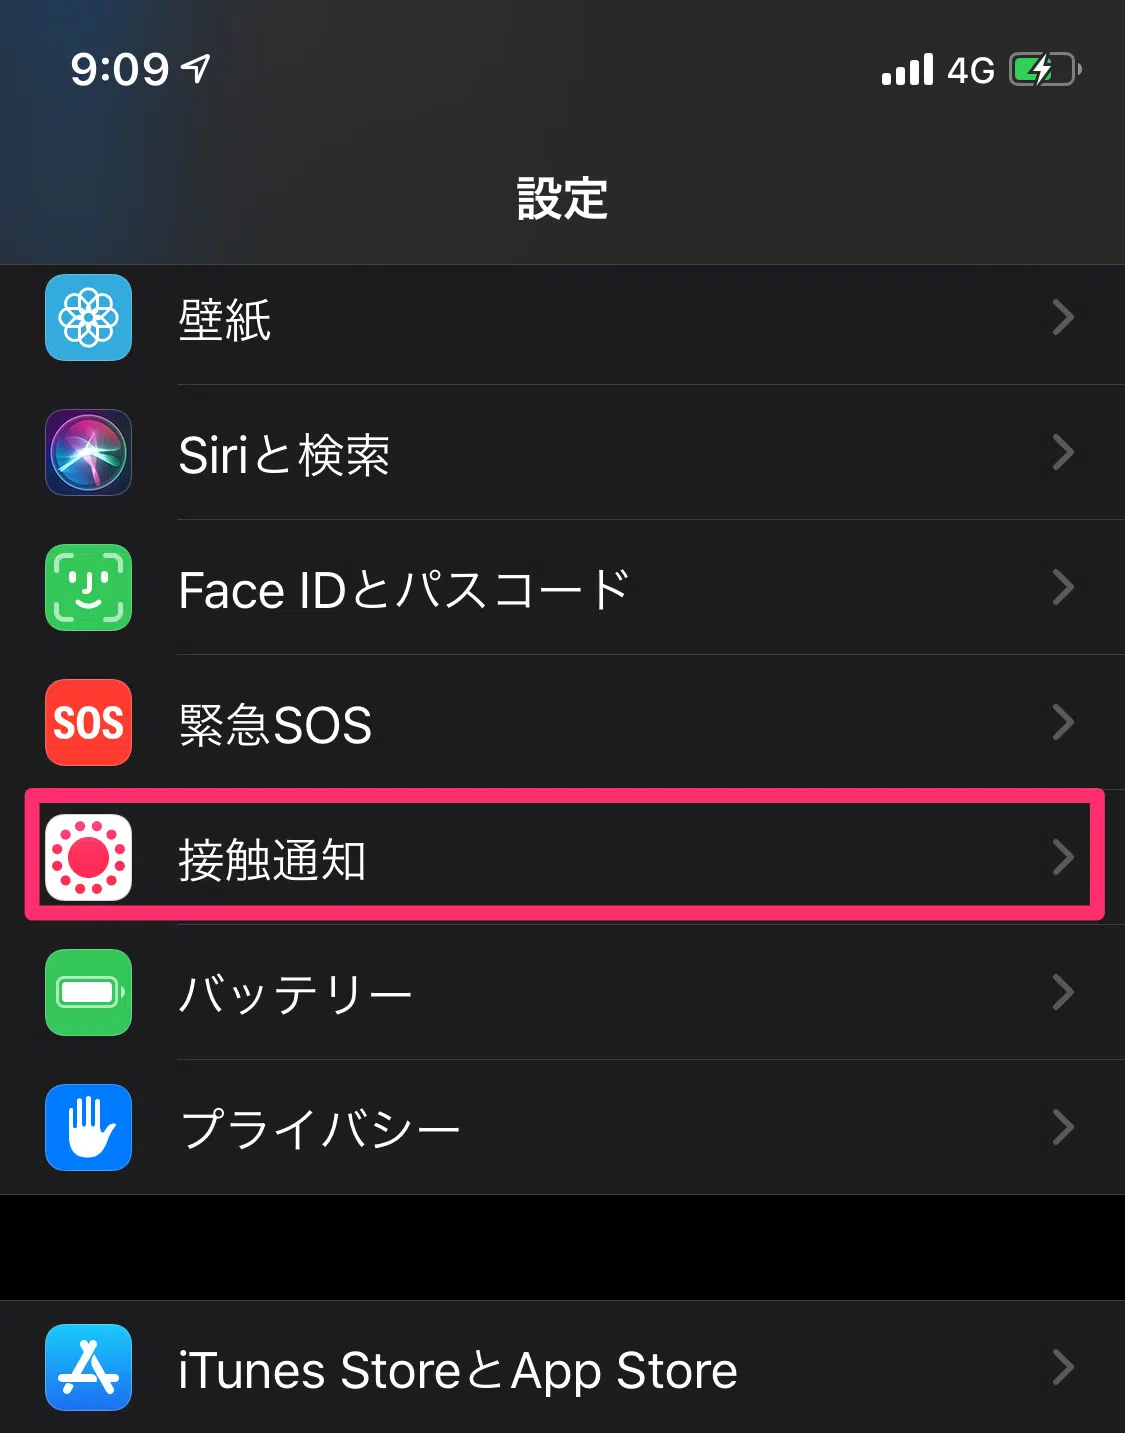 9:09 4G
設定
壁紙
Siriと検索
Face IDとパスコード
SOS 緊急SOS
接触通知
バッテリー
プライバシー
iTunes StoreとApp Store